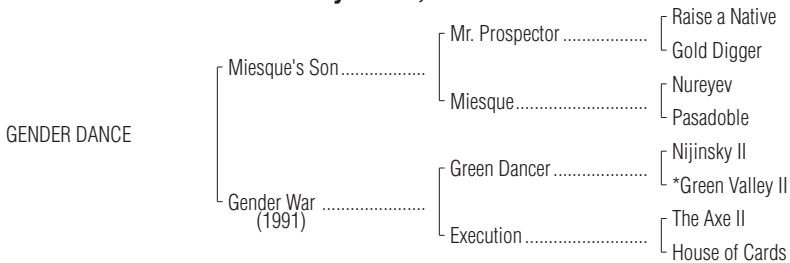 Raise a Native
Mr. Prospector ..................
Gold Digger
Miesque's Son..................
Nureyev
Miesque............................
Pasadoble
GENDER DANCE
Nijinsky II
Green Dancer ....................
*Green Valley II
Gender War ......................
(1991)
The Axe II
Execution..........................
House of Cards